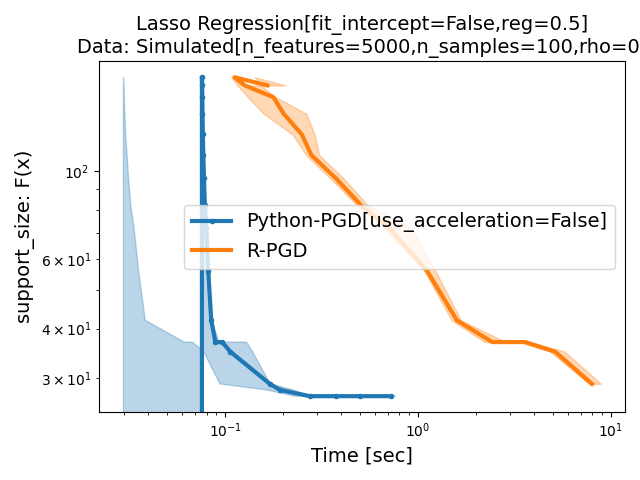 Lasso Regression[fit_intercept=False,reg=0.5]
Data: Simulated[n_features=5000,n_samples=100,rho=0
support_size: F(x)
10²
6 × 10¹
4 × 10¹
3 × 10¹
Python-PGD[use_acceleration=False]
R-PGD
10⁻¹
10⁰
10¹
Time [sec]